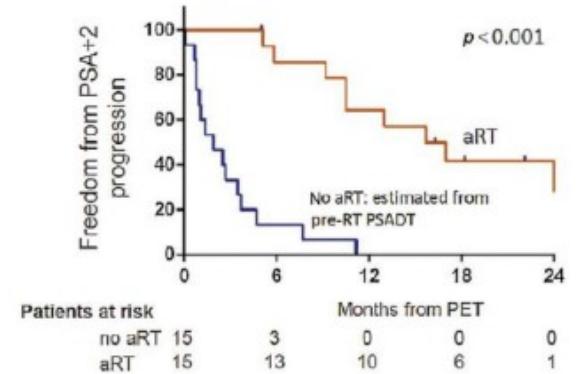 Freedom from PSA+2
progression
100
80
60
40
20
0
p<0.001
aRT
No aRT: estimated from
pre-RT PSADT
0 6 12 18 24
Months from PET
Patients at risk
no aRT 15 3 0 0 0
aRT 15 13 10 6 1